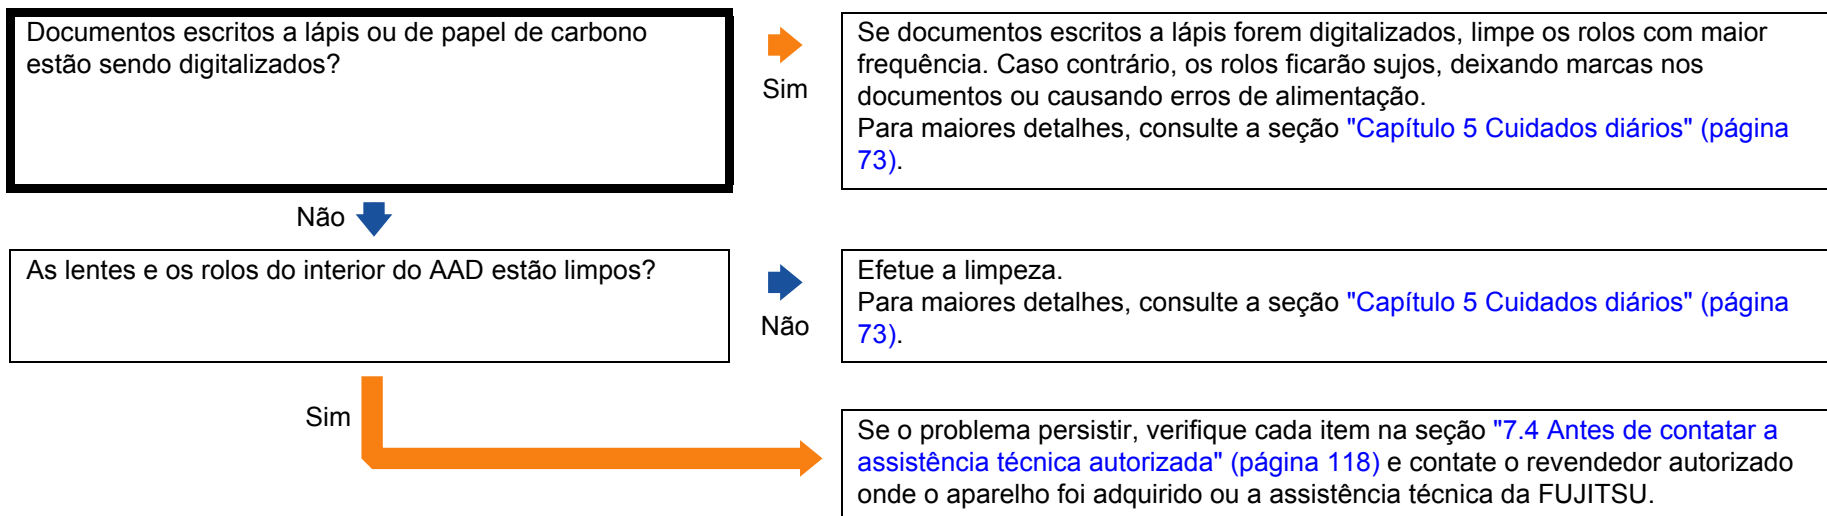 Documentos escritos a lápis ou de papel de carbono
estão sendo digitalizados?
Sim
Se documentos escritos a lápis forem digitalizados, limpe os rolos com maior
frequência. Caso contrário, os rolos ficarão sujos, deixando marcas nos
documentos ou causando erros de alimentação.
Para maiores detalhes, consulte a seção "Capítulo 5 Cuidados diários" (página
73).
Não
As lentes e os rolos do interior do AAD estão limpos?
Não
Efetue a limpeza.
Para maiores detalhes, consulte a seção "Capítulo 5 Cuidados diários" (página
73).
Sim
Se o problema persistir, verifique cada item na seção "7.4 Antes de contatar a
assistência técnica autorizada" (página 118) e contate o revendedor autorizado
onde o aparelho foi adquirido ou a assistência técnica da FUJITSU.